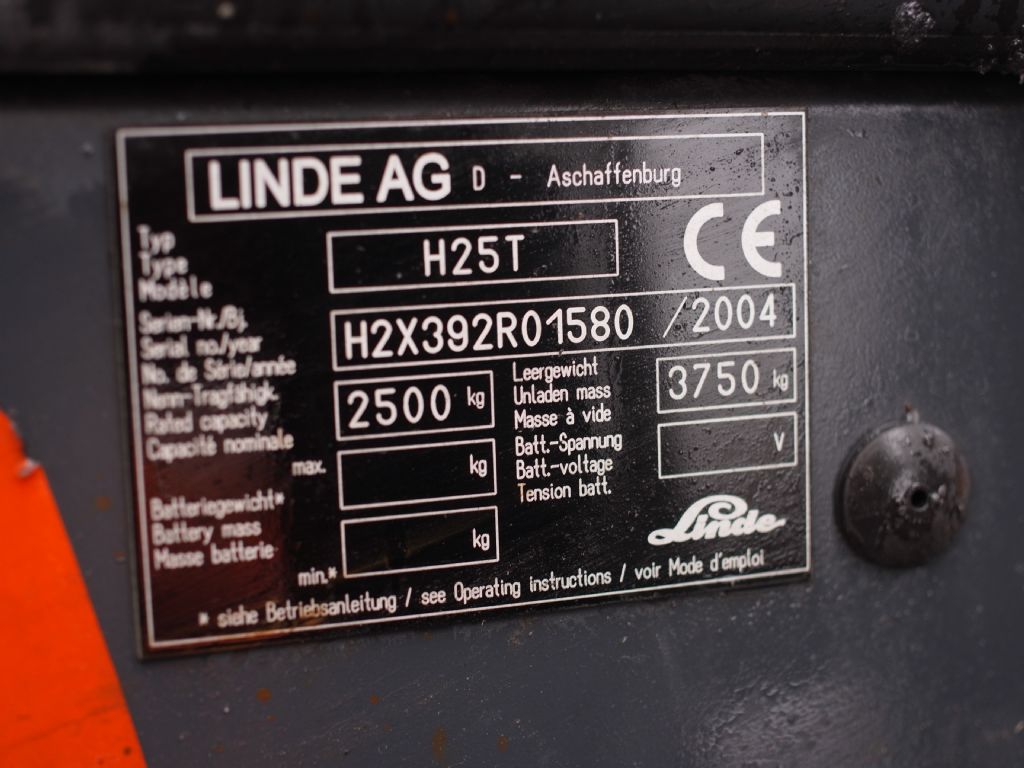 LINDE AG D - Aschaffenburg
Typ
Type
Modèle
H25T
CE
Serien-Nr./Bj.
Serial no./year
No. de Série/année
H2X392R01580 /2004
Nenn-Tragfähigk.
Rated capacity
Capacité nominale
2500 kg
Leergewicht
Unladen mass
Masse à vide
3750 kg
Batt.-Spannung
Batt.-voltage
Tension batt.
V
max. kg
Batteriegewicht*
Battery mass
Masse batterie
min.* kg
Linde
* siehe Betriebsanleitung / see Operating instructions / voir Mode d'emploi